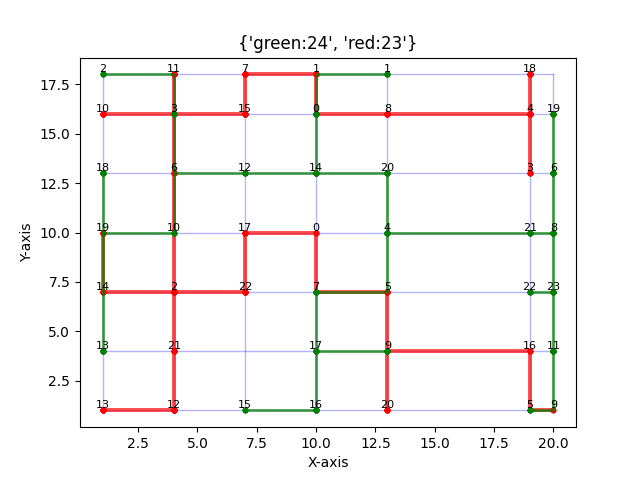 {'green:24', 'red:23'}
2 11 7 1 1 18
17.5
10 3 15 0 8 4 19
15.0
18 6 12 14 20 3 6
12.5
19 10 17 0 4 21 8
10.0
14 2 22 7 5 22 23
7.5
5.0
13 21 17 9 16 11
2.5
13 12 15 16 20 5 9
2.5 5.0 7.5 10.0 12.5 15.0 17.5 20.0
X-axis
Y-axis